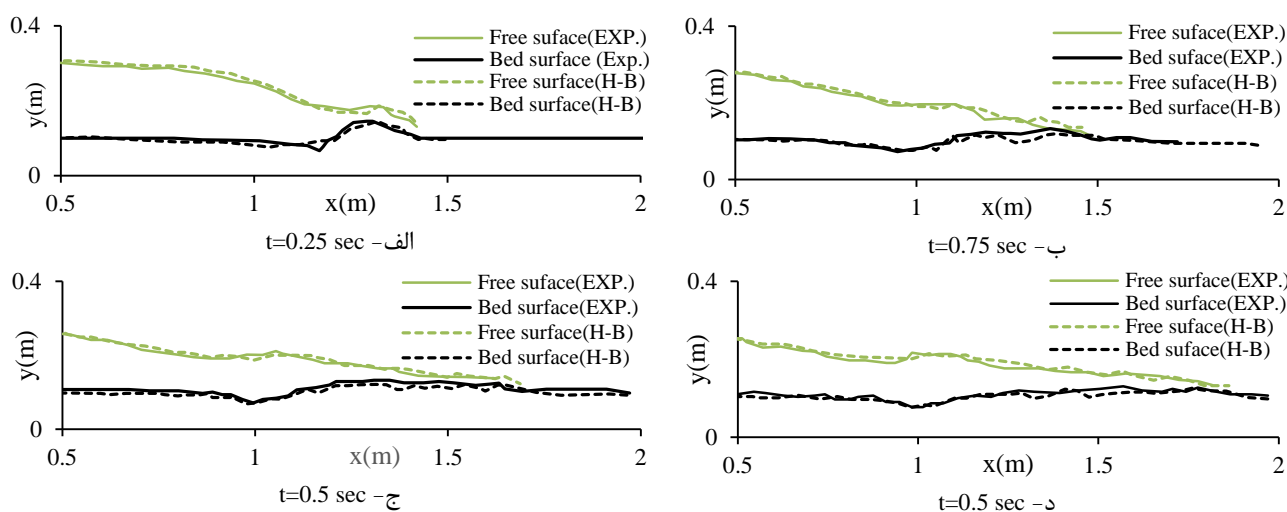 0.4
Free suface(EXP.)
Bed surface (Exp.)
Free surface(H-B)
Bed surface(H-B)
y(m)
0
0.5
1
x(m)
1.5
2
الف- t=0.25 sec
0.4
Free suface(EXP.)
Bed surface(EXP.)
Free surface(H-B)
Bed surface(H-B)
y(m)
0
0.5
1
x(m)
1.5
2
ب- t=0.75 sec
0.4
Free suface(EXP.)
Bed surface(EXP.)
Free surface(H-B)
Bed surface(H-B)
y(m)
0
0.5
1
x(m)
1.5
2
ج- t=0.5 sec
0.4
Free suface(EXP.)
Bed surface(EXP.)
Free surface(H-B)
Bed suface(H-B)
y(m)
0
0.5
1
x(m)
1.5
2
د- t=0.5 sec